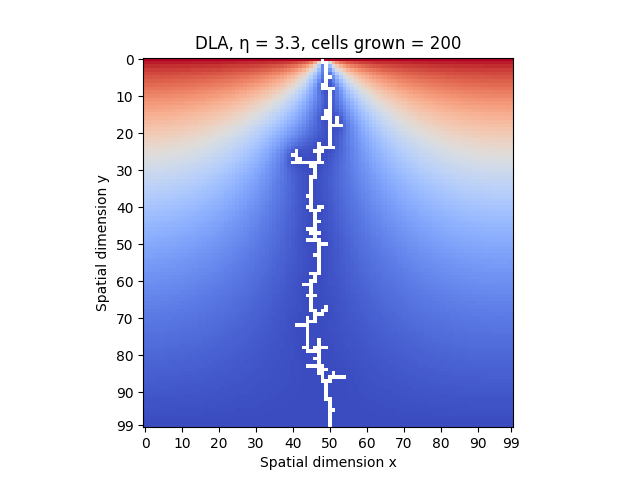 DLA, η = 3.3, cells grown = 200
0
10
20
30
40
50
60
70
80
90
99
Spatial dimension y
0 10 20 30 40 50 60 70 80 90 99
Spatial dimension x